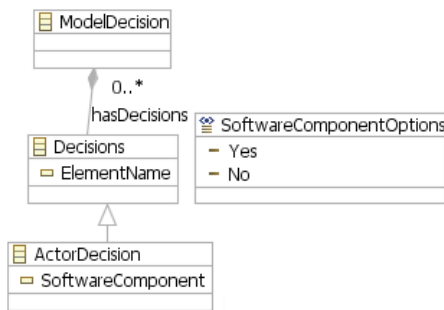 ModelDecision
0..*
hasDecisions
Decisions
ElementName
SoftwareComponentOptions
Yes
No
ActorDecision
SoftwareComponent